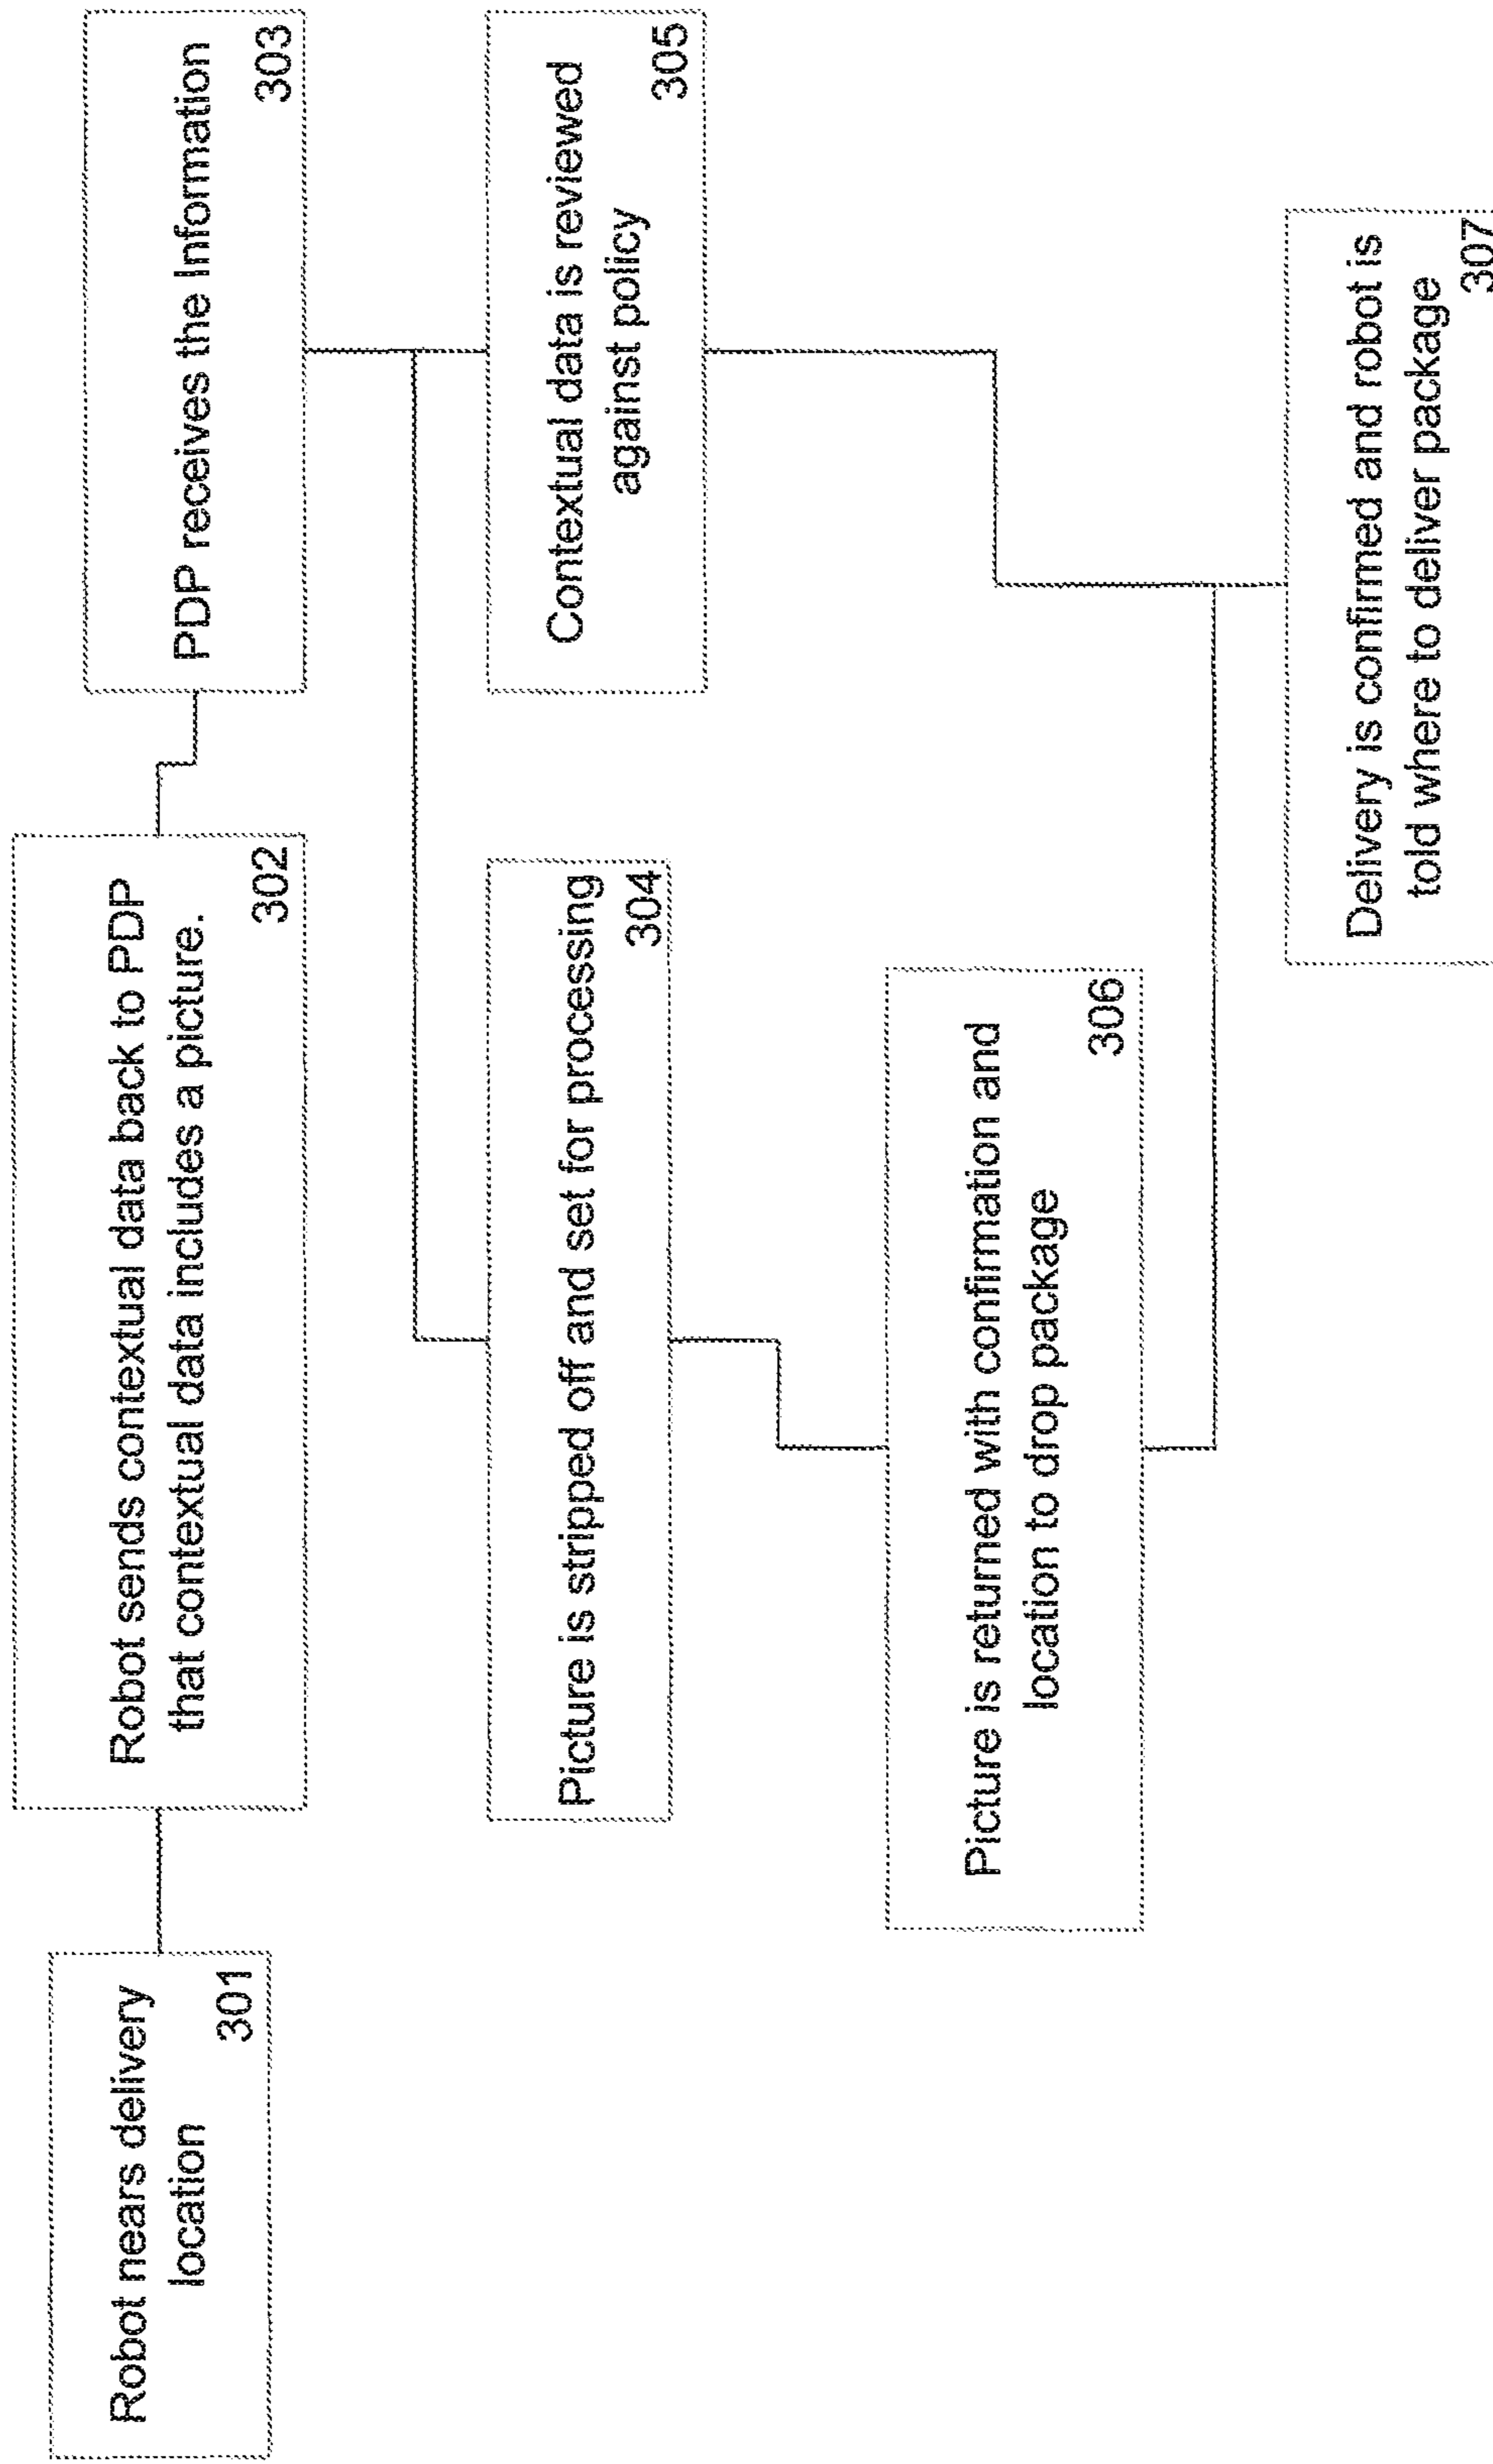 Robot nears delivery
location
301
Robot sends contextual data back to PDP
that contextual data includes a picture.
302
PDP receives the Information
303
Picture is stripped off and set for processing
304
Contextual data is reviewed
against policy
305
Picture is returned with confirmation and
location to drop package
306
Delivery is confirmed and robot is
told where to deliver package
307